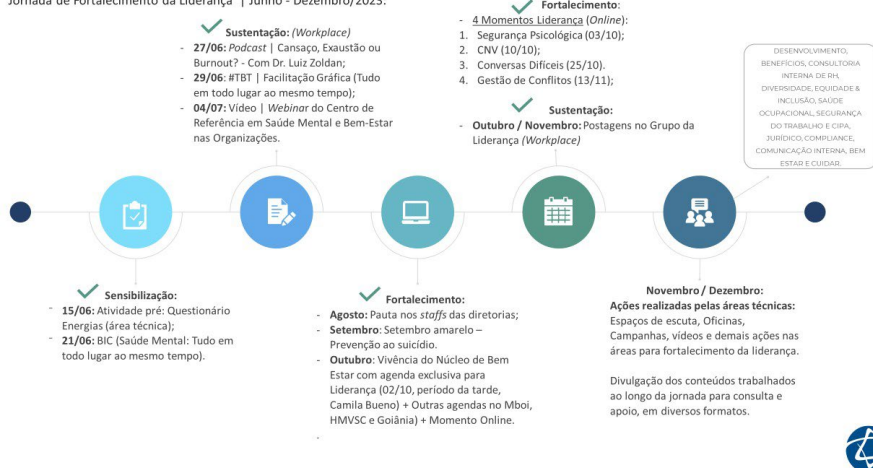 Jornada de Fortalecimento da Liderança | Junho - Dezembro/2023.
Sustentação: (Workplace)
- 27/06: Podcast | Cansaço, Exaustão ou
Burnout? - Com Dr. Luiz Zoldan;
- 29/06: #TBT | Facilitação Gráfica (Tudo
em todo lugar ao mesmo tempo);
- 04/07: Vídeo | Webinar do Centro de
Referência em Saúde Mental e Bem-Estar
nas Organizações.
Fortalecimento:
- 4 Momentos Liderança (Online):
1. Segurança Psicológica (03/10);
2. CNV (10/10);
3. Conversas Difíceis (25/10).
4. Gestão de Conflitos (13/11);
Sustentação:
- Outubro / Novembro: Postagens no Grupo da
Liderança (Workplace)
DESENVOLVIMENTO,
BENEFÍCIOS, CONSULTORIA
INTERNA DE RH,
DIVERSIDADE, EQUIDADE &
INCLUSÃO, SAÚDE
OCUPACIONAL, SEGURANÇA
DO TRABALHO E CIPA,
JURÍDICO, COMPLIANCE,
COMUNICAÇÃO INTERNA, BEM
ESTAR E CUIDAR.
Sensibilização:
- 15/06: Atividade pré: Questionário
Energias (área técnica);
- 21/06: BIC (Saúde Mental: Tudo em
todo lugar ao mesmo tempo).
Fortalecimento:
- Agosto: Pauta nos staffs das diretorias;
- Setembro: Setembro amarelo –
Prevenção ao suicídio.
- Outubro: Vivência do Núcleo de Bem
Estar com agenda exclusiva para
Liderança (02/10, período da tarde,
Camila Bueno) + Outras agendas no Mboi,
HMVSC e Goiânia) + Momento Online.
.
Novembro / Dezembro:
Ações realizadas pelas áreas técnicas:
Espaços de escuta, Oficinas,
Campanhas, vídeos e demais ações nas
áreas para fortalecimento da liderança.
Divulgação dos conteúdos trabalhados
ao longo da jornada para consulta e
apoio, em diversos formatos.